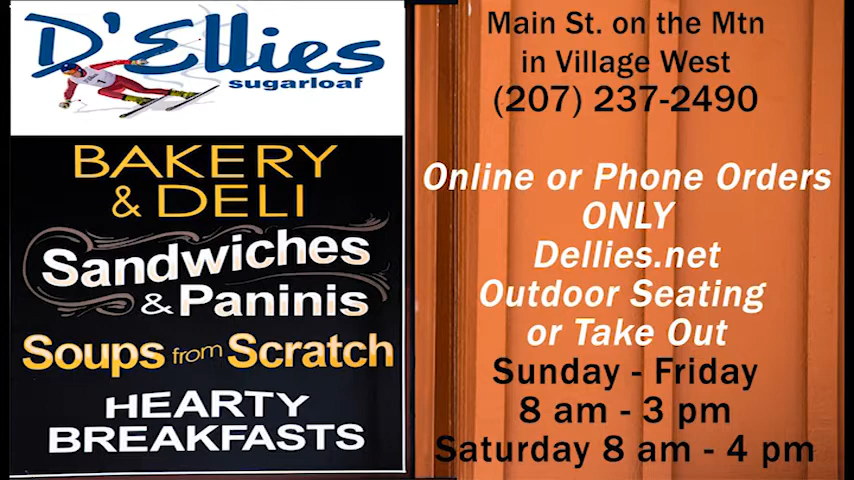 D'Ellies
sugarloaf
BAKERY
& DELI
Sandwiches
& Paninis
Soups from Scratch
HEARTY
BREAKFASTS
Main St. on the Mtn
in Village West
(207) 237-2490
Online or Phone Orders
ONLY
Dellies.net
Outdoor Seating
or Take Out
Sunday - Friday
8 am - 3 pm
Saturday 8 am - 4 pm